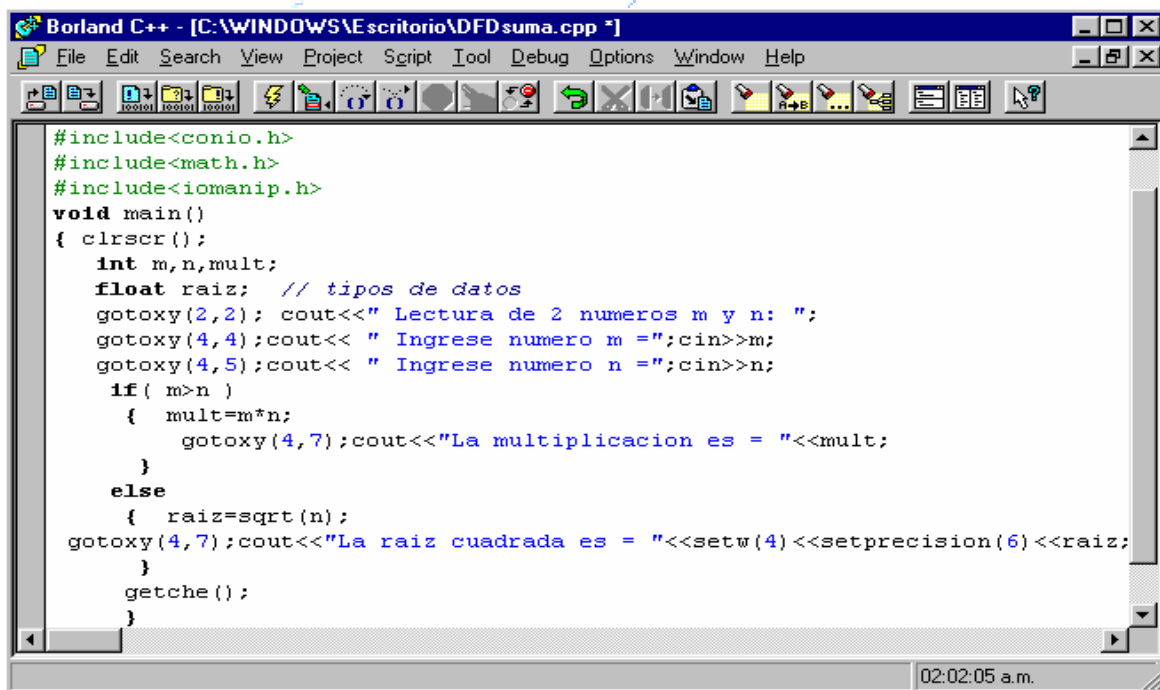 Borland C++ - [C:\WINDOWS\Escritorio\DFDsuma.cpp *]
File Edit Search View Project Script Tool Debug Options Window Help
#include<conio.h>
#include<math.h>
#include<iomanip.h>
void main()
{ clrscr();
int m,n,mult;
float raiz; // tipos de datos
gotoxy(2,2); cout<<" Lectura de 2 numeros m y n: ";
gotoxy(4,4);cout<< " Ingrese numero m =";cin>>m;
gotoxy(4,5);cout<< " Ingrese numero n =";cin>>n;
if( m>n )
{ mult=m*n;
gotoxy(4,7);cout<<"La multiplicacion es = "<<mult;
}
else
{ raiz=sqrt(n);
gotoxy(4,7);cout<<"La raiz cuadrada es = "<<setw(4)<<setprecision(6)<<raiz;
}
getche();
}
02:02:05 a.m.